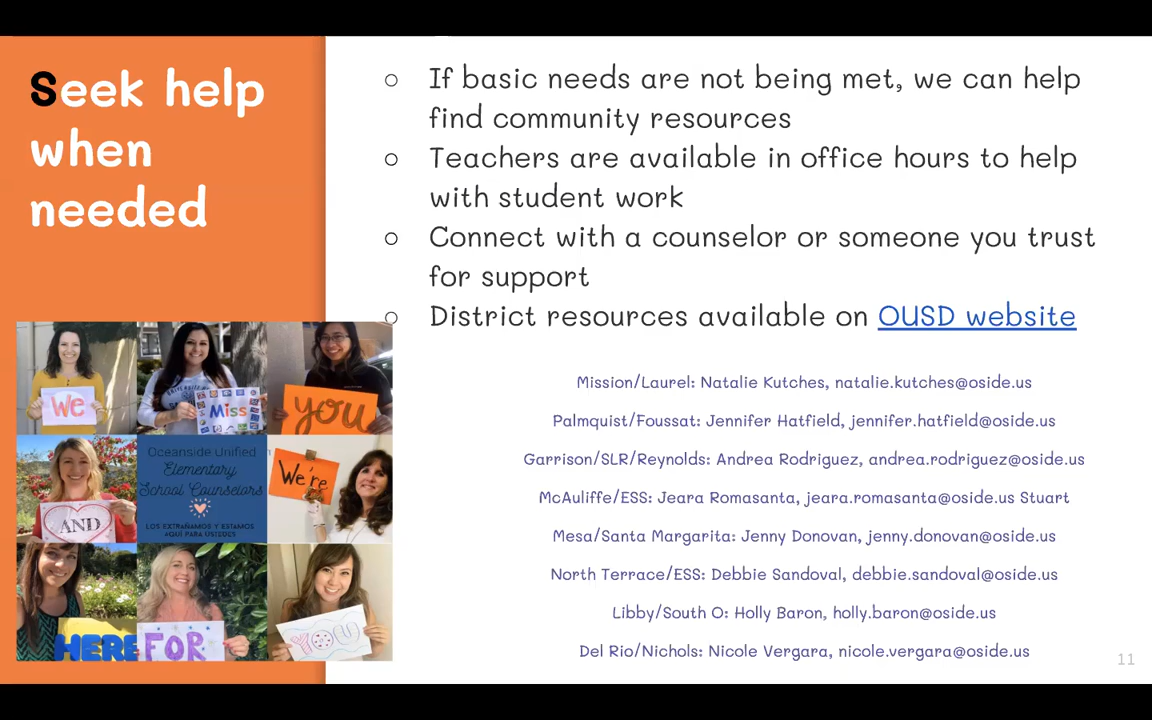 Seek help
when
needed
○ If basic needs are not being met, we can help
find community resources
○ Teachers are available in office hours to help
with student work
○ Connect with a counselor or someone you trust
for support
○ District resources available on OUSD website
We
Miss
you
AND
Oceanside Unified
Elementary
School Counselors
LOS EXTRAÑAMOS Y ESTAMOS
We're
HERE
FOR
YOU
Mission/Laurel: Natalie Kutches, natalie.kutches@oside.us
Palmquist/Foussat: Jennifer Hatfield, jennifer.hatfield@oside.us
Garrison/SLR/Reynolds: Andrea Rodriguez, andrea.rodriguez@oside.us
McAuliffe/ESS: Jeara Romasanta, jeara.romasanta@oside.us Stuart
Mesa/Santa Margarita: Jenny Donovan, jenny.donovan@oside.us
North Terrace/ESS: Debbie Sandoval, debbie.sandoval@oside.us
Libby/South O: Holly Baron, holly.baron@oside.us
Del Rio/Nichols: Nicole Vergara, nicole.vergara@oside.us
11